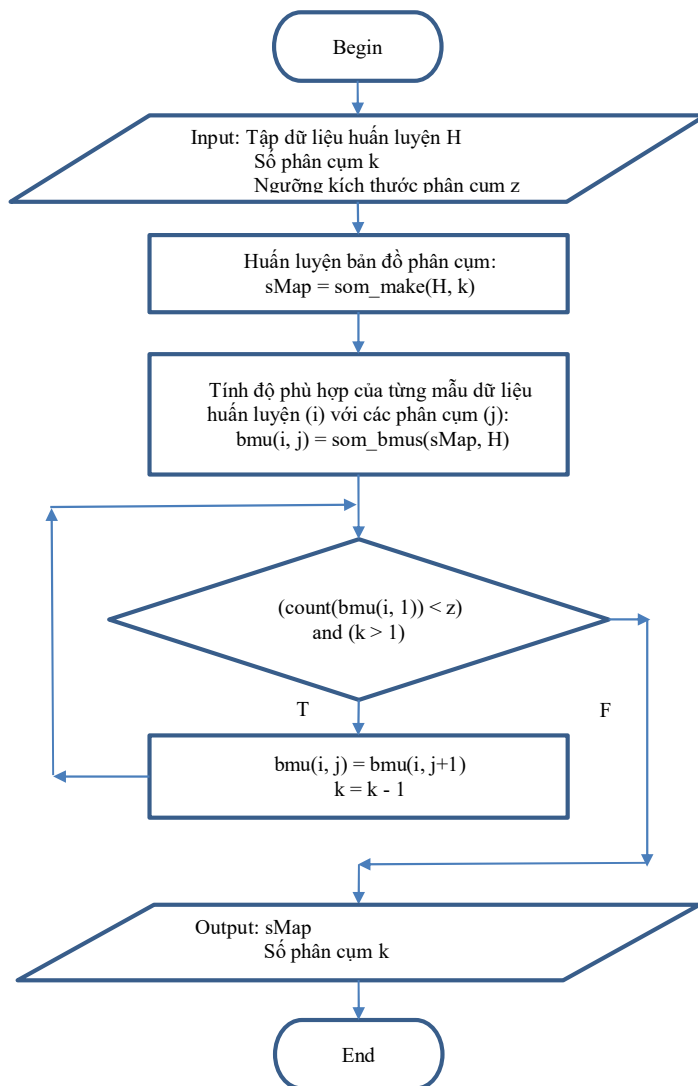 Begin
Input: Tập dữ liệu huấn luyện H
Số phân cụm k
Ngưỡng kích thước phân cụm z
Huấn luyện bản đồ phân cụm:
sMap = som_make(H, k)
Tính độ phù hợp của từng mẫu dữ liệu
huấn luyện (i) với các phân cụm (j):
bmu(i, j) = som_bmus(sMap, H)
(count(bmu(i, 1)) < z)
and (k > 1)
T
F
bmu(i, j) = bmu(i, j+1)
k = k - 1
Output: sMap
Số phân cụm k
End